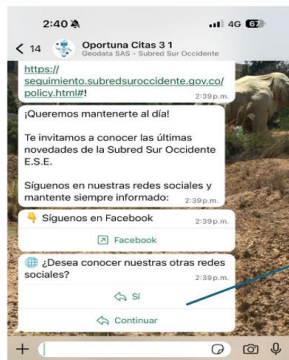 2:40
4G 67
14
Oportuna Citas 3 1
Geodata SAS - Subred Sur Occidente
https://
seguimiento.subredsuroccidente.gov.co/
policy.html#!
2:39 p.m.
¡Queremos mantenerte al día!
Te invitamos a conocer las últimas
novedades de la Subred Sur Occidente
E.S.E.
Síguenos en nuestras redes sociales y
mantente siempre informado:
2:39 p.m.
Síguenos en Facebook
2:39 p.m.
Facebook
¿Desea conocer nuestras otras redes
sociales?
2:39 p.m.
Sí
Continuar